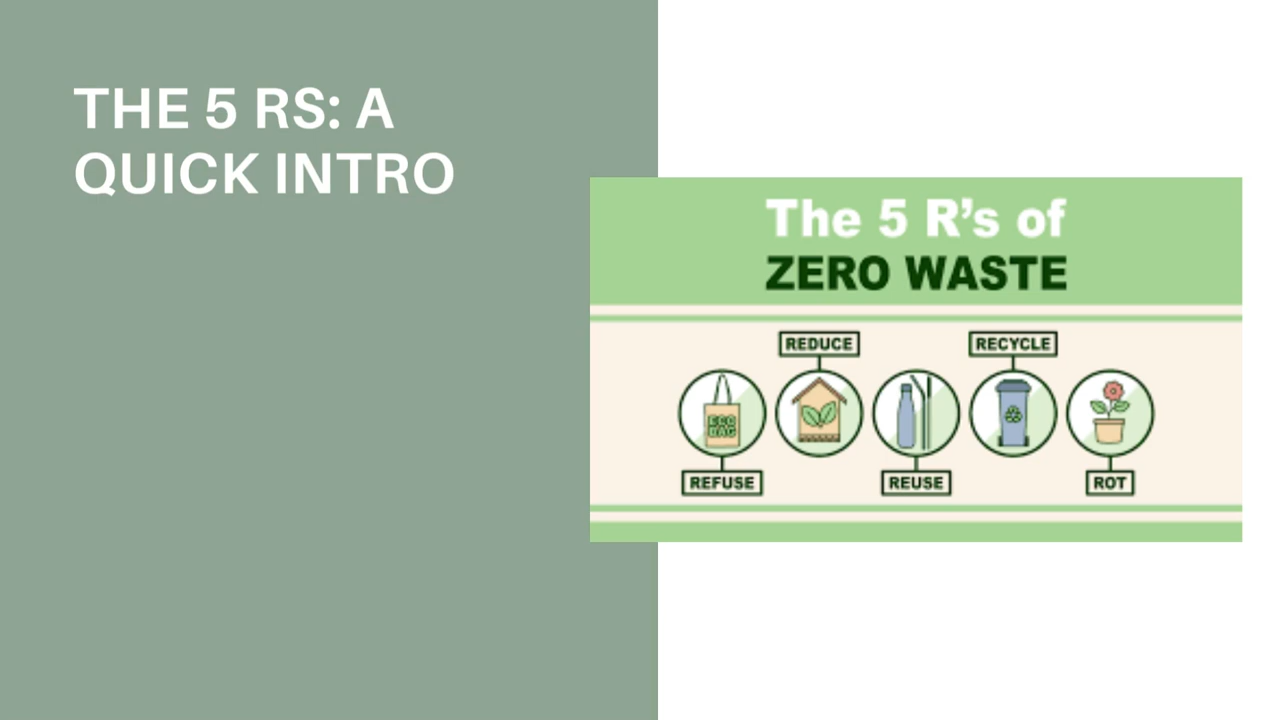 THE 5 RS: A
QUICK INTRO
The 5 R's of
ZERO WASTE
REDUCE
RECYCLE
ECO
BAG
REFUSE
REUSE
ROT